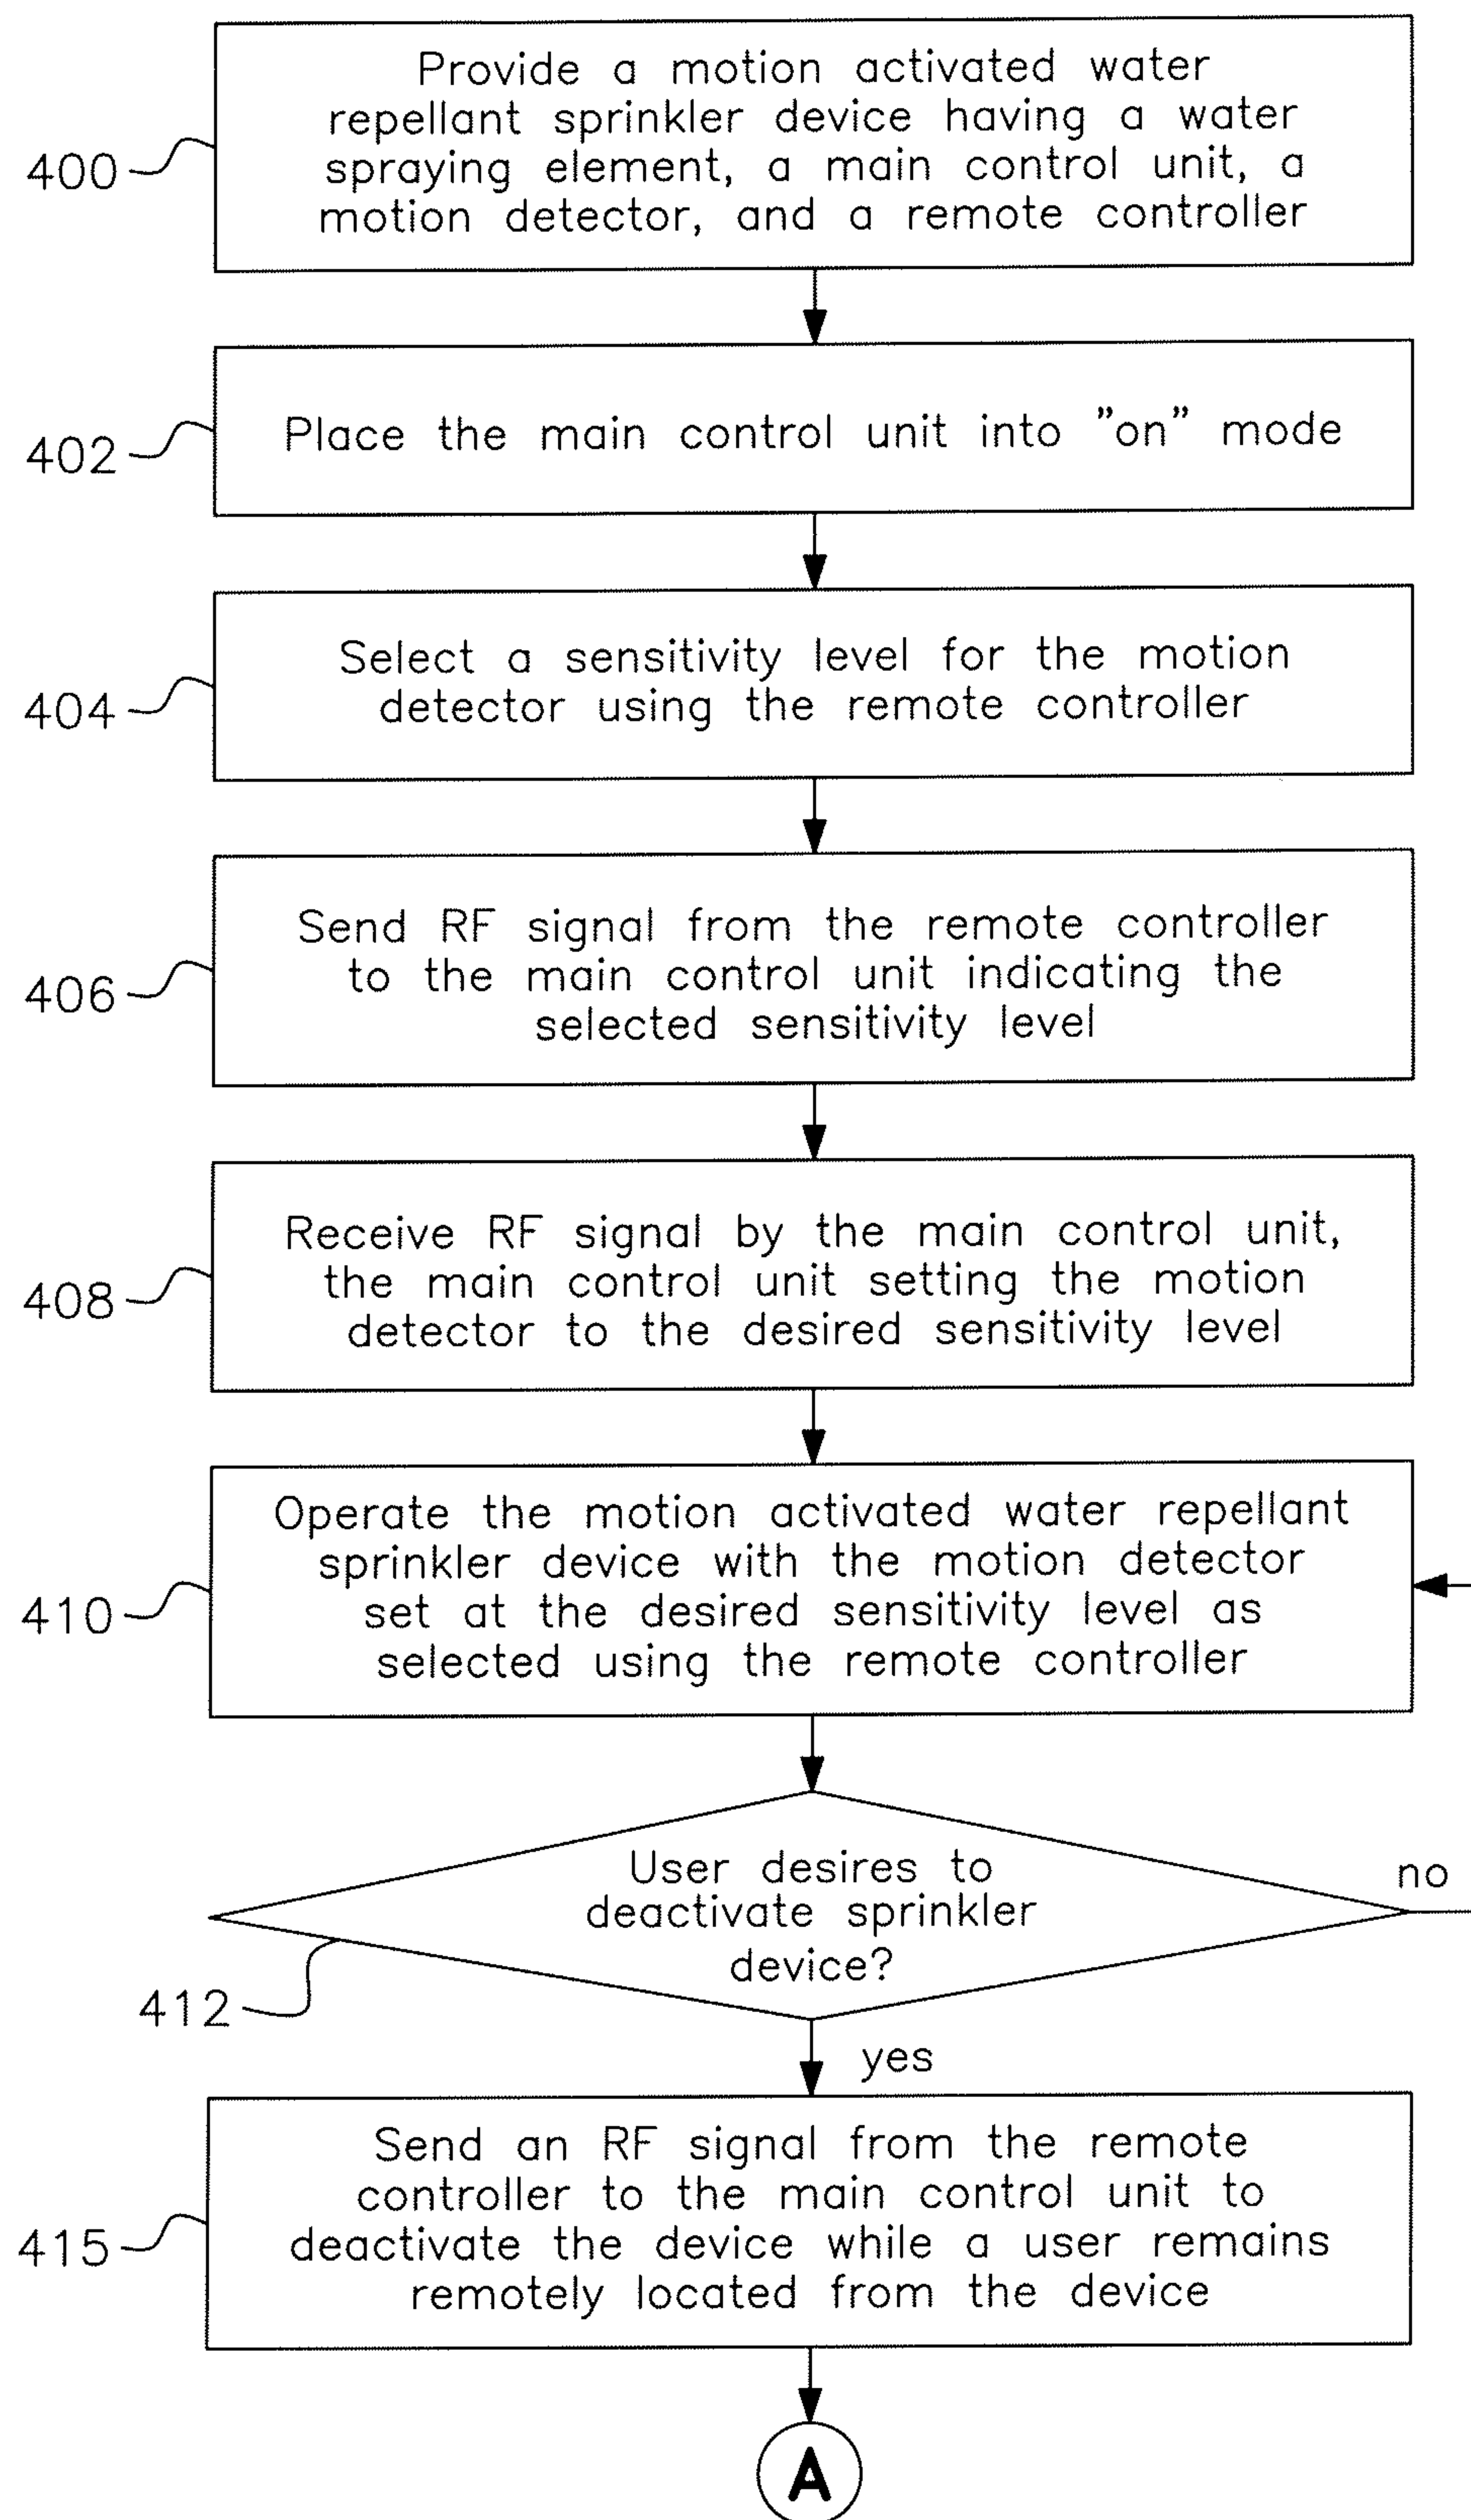 Provide a motion activated water
repellant sprinkler device having a water
spraying element, a main control unit, a
motion detector, and a remote controller
400
Place the main control unit into "on" mode
402
Select a sensitivity level for the motion
detector using the remote controller
404
Send RF signal from the remote controller
to the main control unit indicating the
selected sensitivity level
406
Receive RF signal by the main control unit,
the main control unit setting the motion
detector to the desired sensitivity level
408
Operate the motion activated water repellant
sprinkler device with the motion detector
set at the desired sensitivity level as
selected using the remote controller
410
User desires to
deactivate sprinkler
device?
no
412
yes
Send an RF signal from the remote
controller to the main control unit to
deactivate the device while a user remains
remotely located from the device
415
A